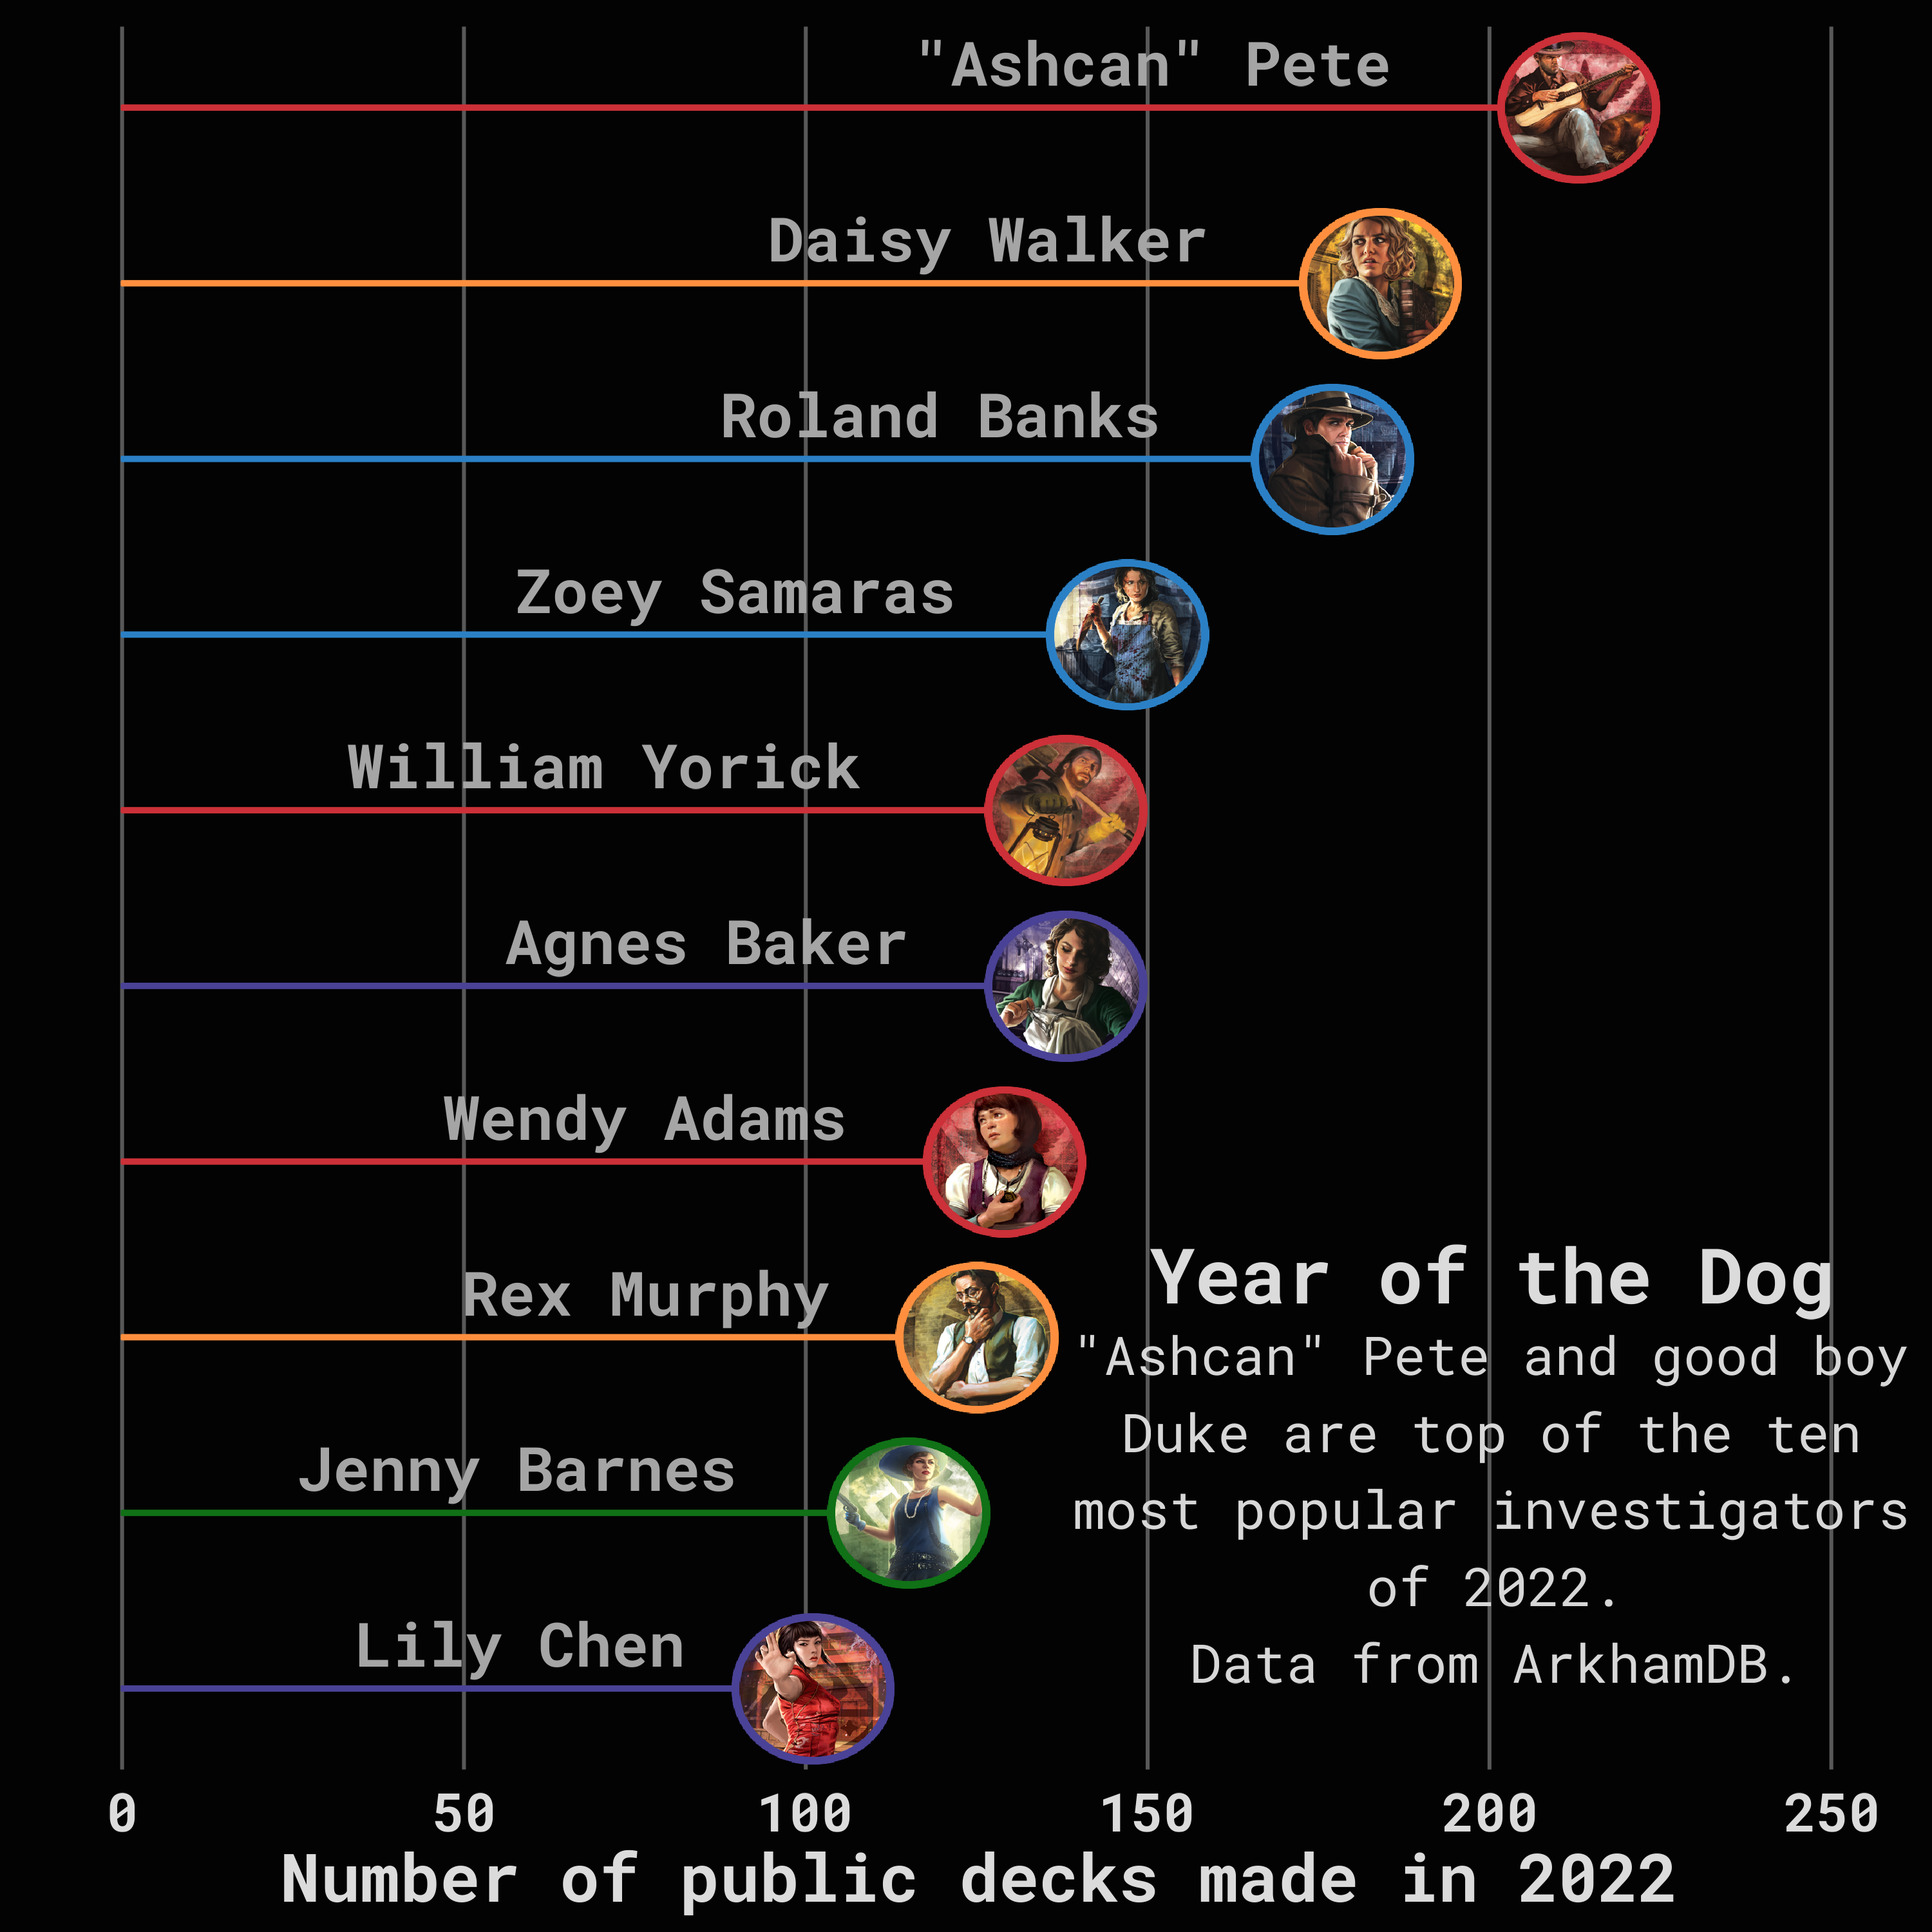 "Ashcan" Pete
Daisy Walker
Roland Banks
Zoey Samaras
William Yorick
Agnes Baker
Wendy Adams
Rex Murphy
Jenny Barnes
Lily Chen
Year of the Dog
"Ashcan" Pete and good boy
Duke are top of the ten
most popular investigators
of 2022.
Data from ArkhamDB.
0 50 100 150 200 250
Number of public decks made in 2022